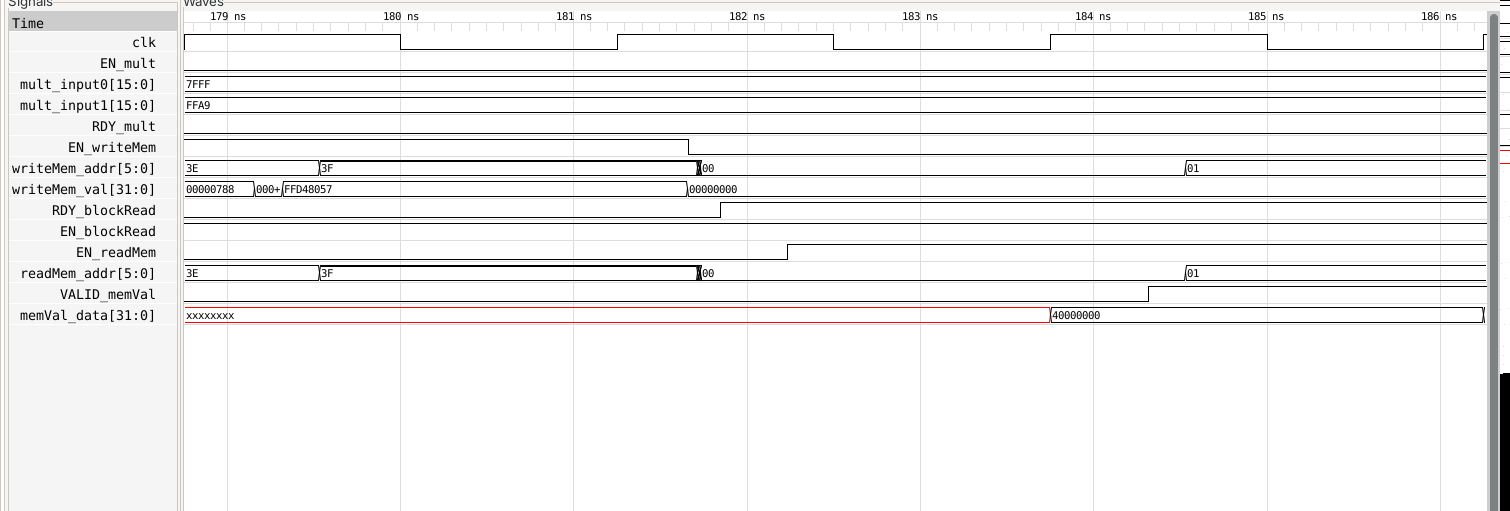 Signals Waves
Time 179 ns 180 ns 181 ns 182 ns 183 ns 184 ns 185 ns 186 ns
clk
EN_mult
mult_input0[15:0] 7FFF
mult_input1[15:0] FFA9
RDY_mult
EN_writeMem
writeMem_addr[5:0] 3E 3F 00 01
writeMem_val[31:0] 00000788 000+ FFD48057 00000000
RDY_blockRead
EN_blockRead
EN_readMem
readMem_addr[5:0] 3E 3F 00 01
VALID_memVal
memVal_data[31:0] xxxxxxxx 40000000